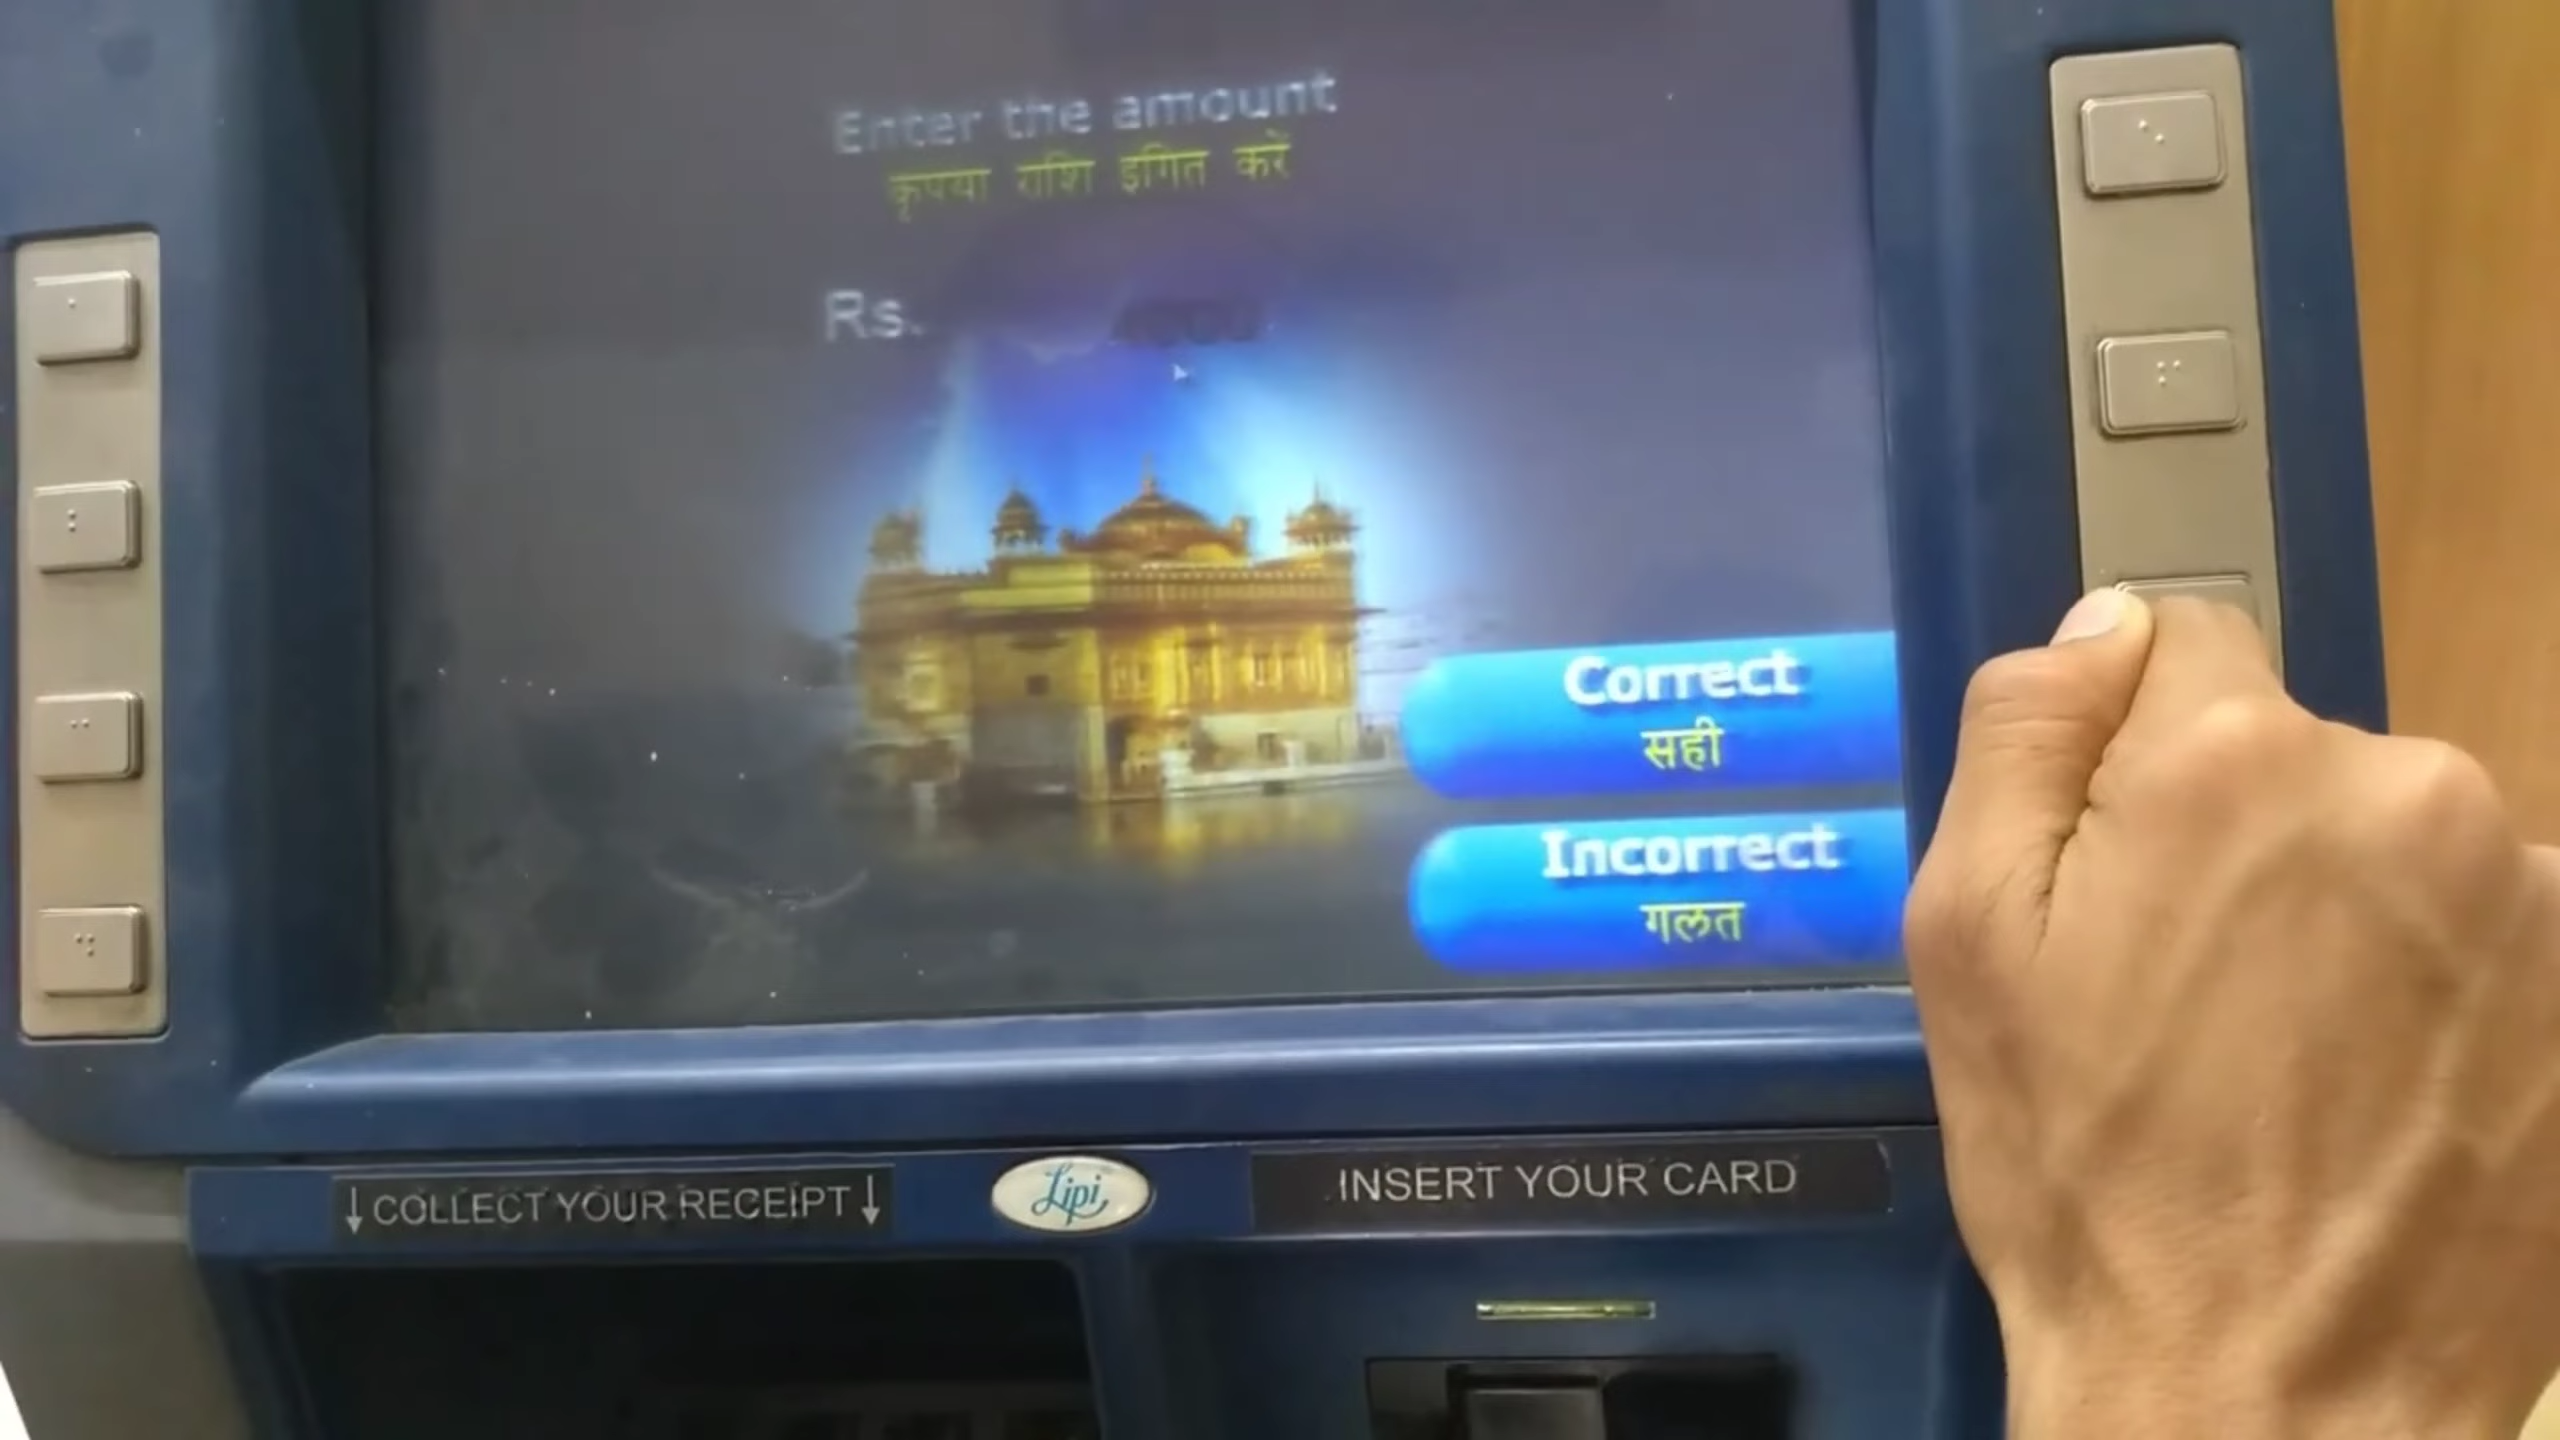 Enter the amount
कृपया राशि इंगित करें
Rs.
Correct
सही
Incorrect
गलत
↓ COLLECT YOUR RECEIPT ↓
Lipi
INSERT YOUR CARD